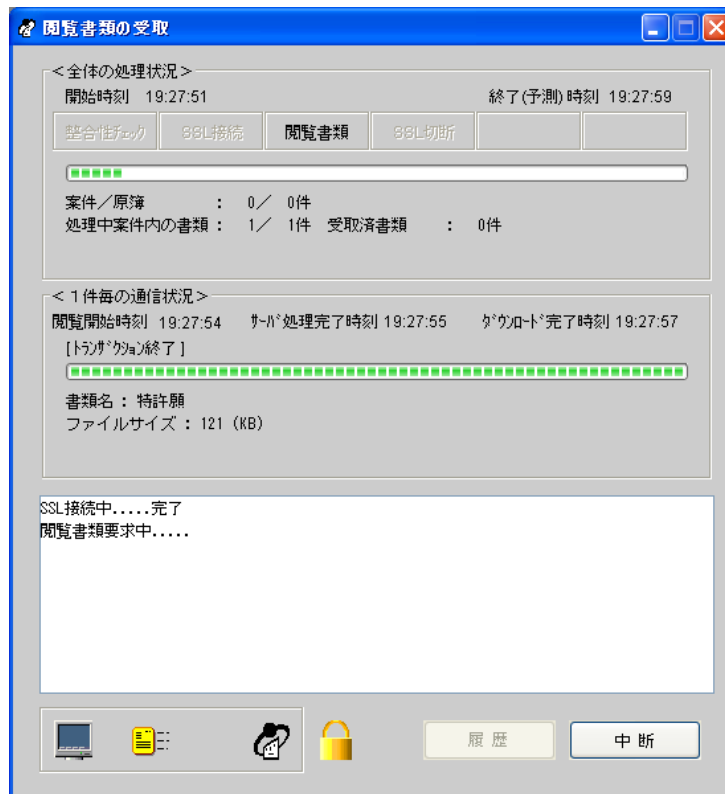 閲覧書類の受取
＜全体の処理状況＞
開始時刻 19:27:51 終了(予測)時刻 19:27:59
整合性ﾁｪｯｸ SSL接続 閲覧書類 SSL切断
案件／原簿 ： 0／ 0件
処理中案件内の書類： 1／ 1件 受取済書類 ： 0件
＜１件毎の通信状況＞
閲覧開始時刻 19:27:54 ｻｰﾊﾞ処理完了時刻 19:27:55 ﾀﾞｳﾝﾛｰﾄﾞ完了時刻 19:27:57
[ﾄﾗﾝｻﾞｸｼｮﾝ終了]
書類名：特許願
ファイルサイズ：121 (KB)
SSL接続中.....完了
閲覧書類要求中.....
履歴 中断